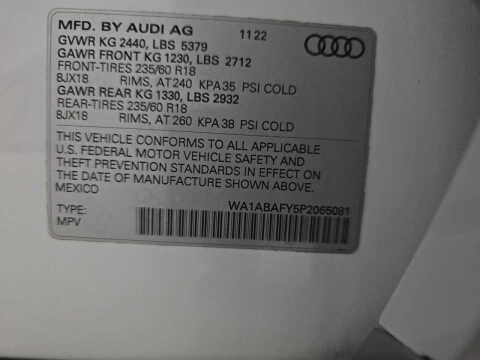 MFD. BY AUDI AG 11 22
GVWR KG 2440, LBS 5379
GAWR FRONT KG 1230, LBS 2712
FRONT-TIRES 235/60 R18
8JX18 RIMS, AT 240 KPA 35 PSI COLD
GAWR REAR KG 1330, LBS 2932
REAR-TIRES 235/60 R18
8JX18 RIMS, AT 260 KPA 38 PSI COLD
THIS VEHICLE CONFORMS TO ALL APPLICABLE
U.S. FEDERAL MOTOR VEHICLE SAFETY AND
THEFT PREVENTION STANDARDS IN EFFECT ON
THE DATE OF MANUFACTURE SHOWN ABOVE.
MEXICO
WA1ABAFY5P2065081
TYPE:
MPV